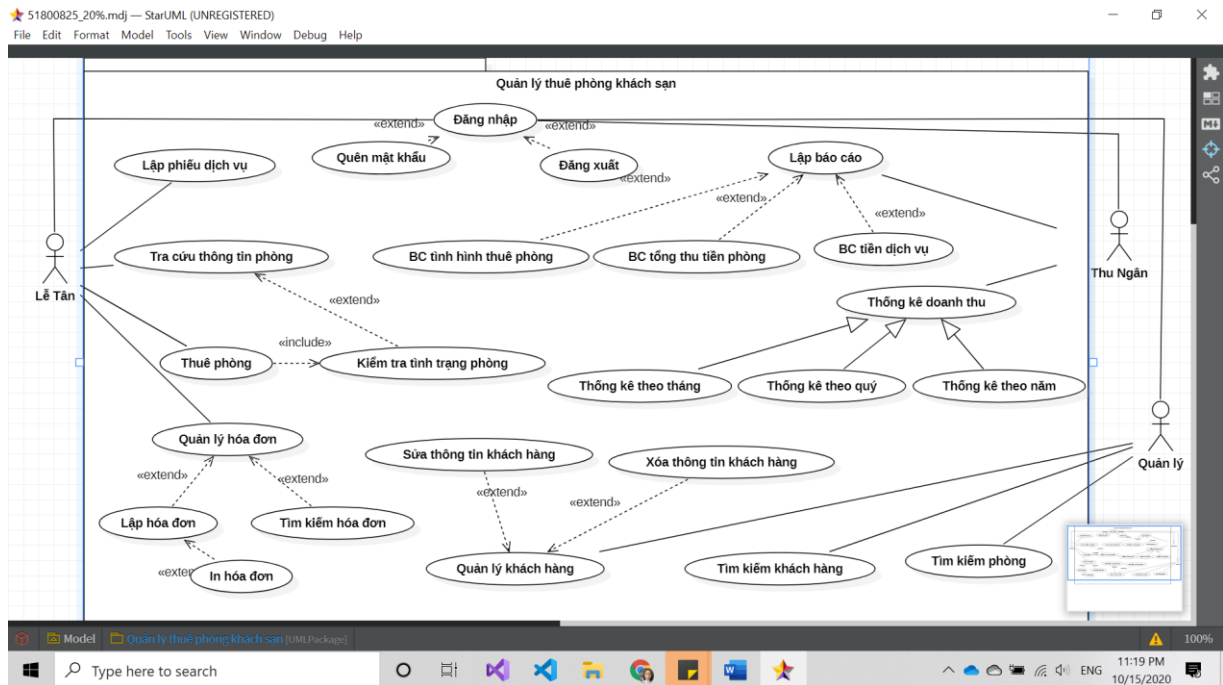 51800825_20%.mdj — StarUML (UNREGISTERED)
File Edit Format Model Tools View Window Debug Help
Quản lý thuê phòng khách sạn
Đăng nhập
«extend»
«extend»
Quên mật khẩu
Đăng xuất
Lập phiếu dịch vụ
Lập báo cáo
«extend»
«extend»
«extend»
BC tình hình thuê phòng
BC tổng thu tiền phòng
BC tiền dịch vụ
Tra cứu thông tin phòng
Lễ Tân
Thu Ngân
«extend»
Thống kê doanh thu
«include»
Thuê phòng
Kiểm tra tình trạng phòng
Thống kê theo tháng
Thống kê theo quý
Thống kê theo năm
Quản lý hóa đơn
Sửa thông tin khách hàng
Xóa thông tin khách hàng
Quản lý
«extend»
«extend»
«extend»
«extend»
Lập hóa đơn
Tìm kiếm hóa đơn
«exten
In hóa đơn
Quản lý khách hàng
Tìm kiếm khách hàng
Tìm kiếm phòng
Model
Quản lý thuê phòng khách sạn [UMLPackage]
100%
Type here to search
ENG
11:19 PM
10/15/2020